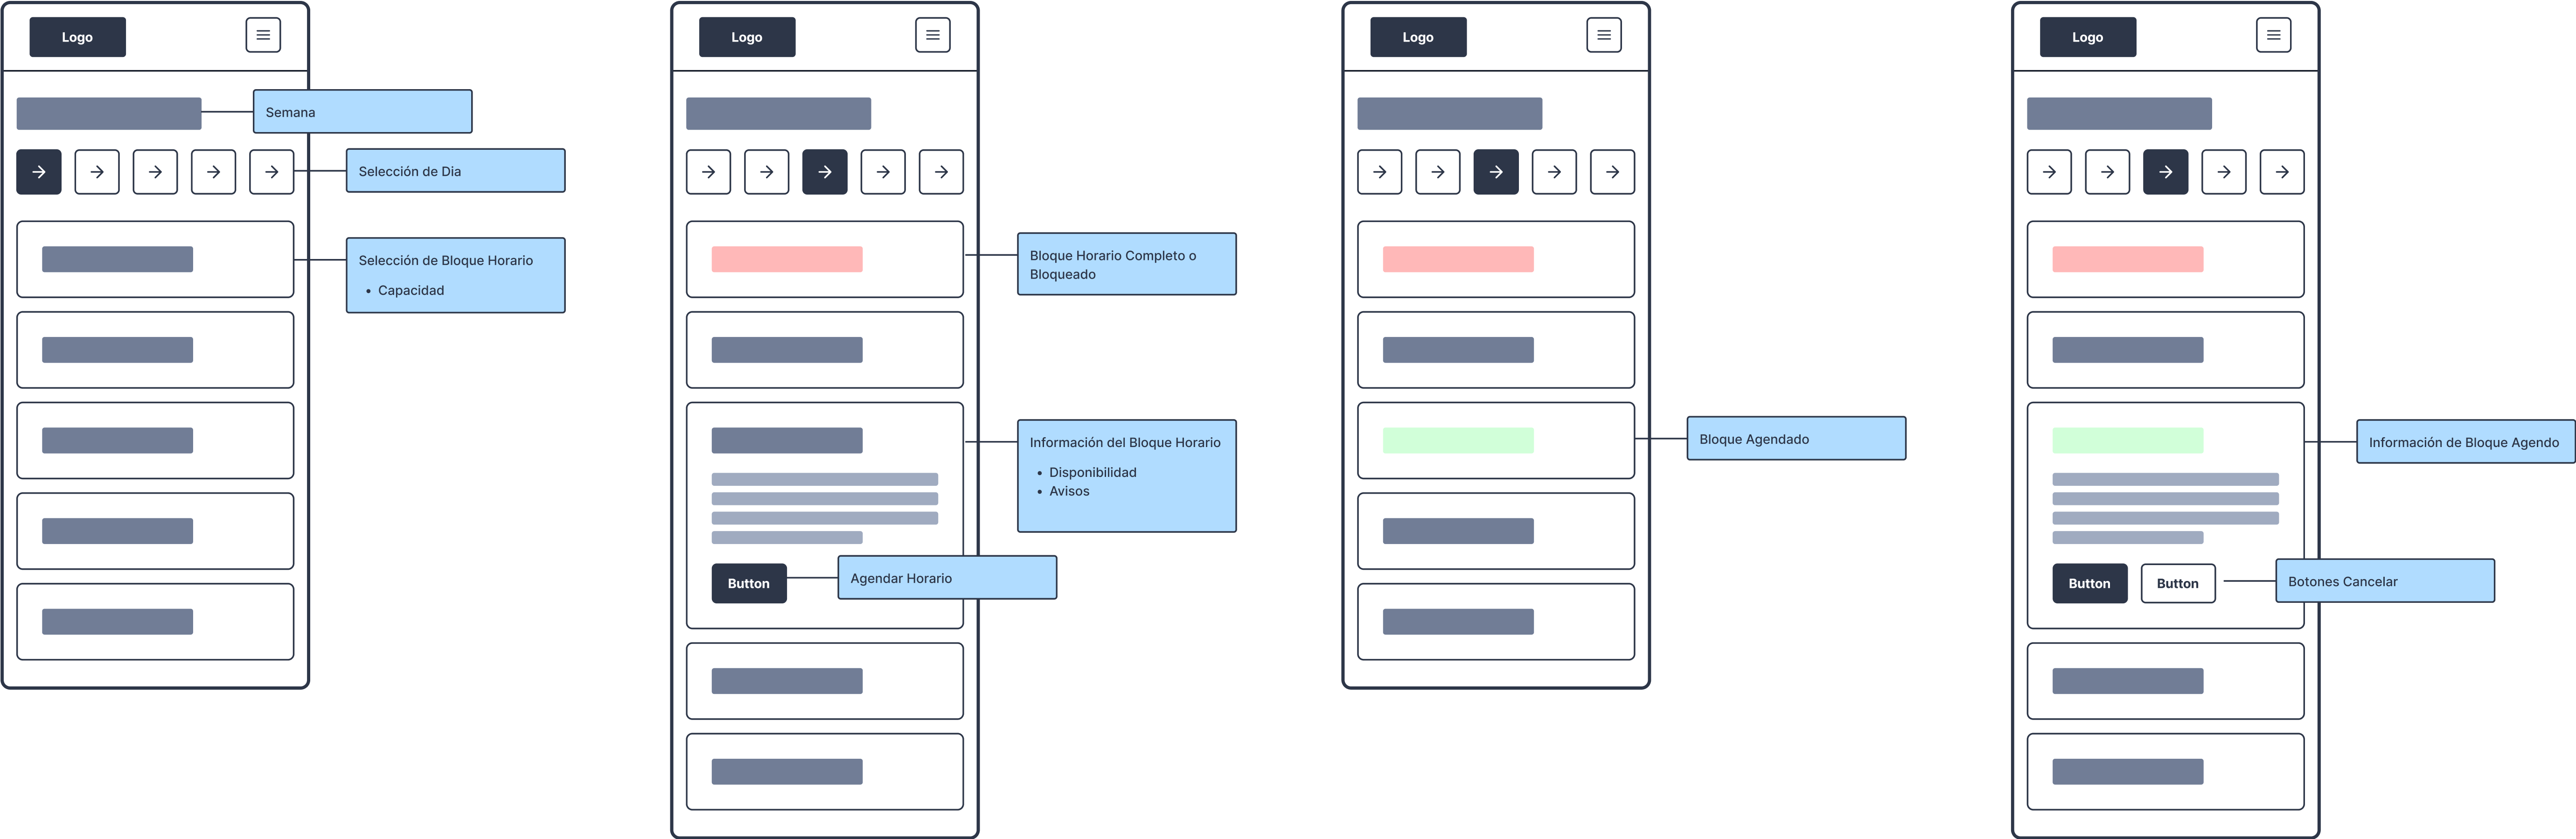 Logo
Semana
Selección de Dia
Selección de Bloque Horario
• Capacidad
Logo
Bloque Horario Completo o
Bloqueado
Información del Bloque Horario
• Disponibilidad
• Avisos
Button
Agendar Horario
Logo
Bloque Agendado
Logo
Información de Bloque Agendo
Button
Button
Botones Cancelar